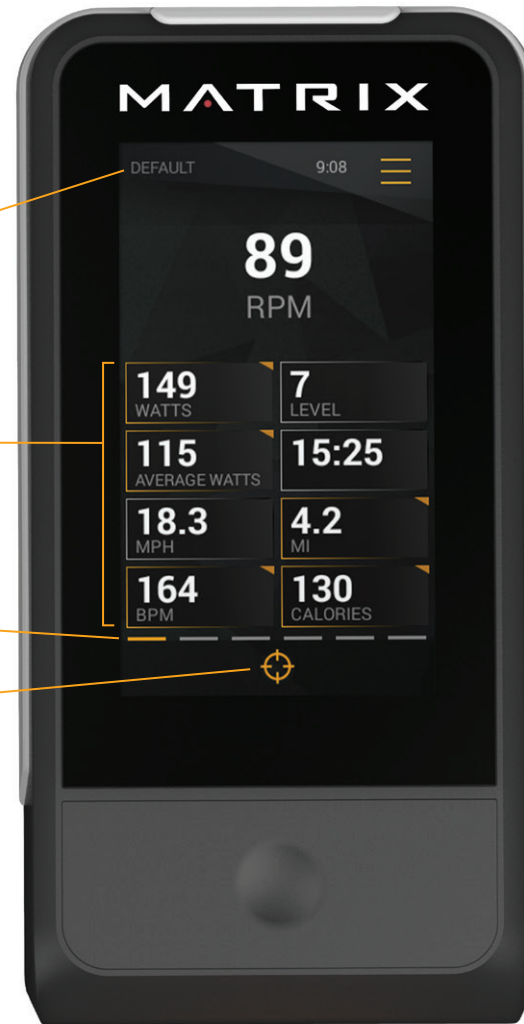 MATRIX
DEFAULT 9:08
89
RPM
149 7
WATTS LEVEL
115 15:25
AVERAGE WATTS
18.3 4.2
MPH MI
164 130
BPM CALORIES